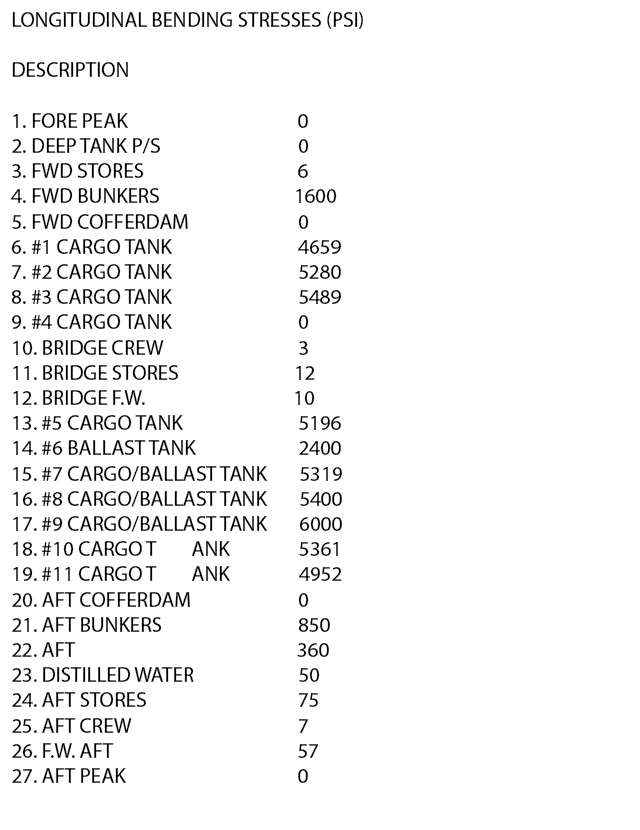 LONGITUDINAL BENDING STRESSES (PSI)
DESCRIPTION
1. FORE PEAK 0
2. DEEP TANK P/S 0
3. FWD STORES 6
4. FWD BUNKERS 1600
5. FWD COFFERDAM 0
6. #1 CARGO TANK 4659
7. #2 CARGO TANK 5280
8. #3 CARGO TANK 5489
9. #4 CARGO TANK 0
10. BRIDGE CREW 3
11. BRIDGE STORES 12
12. BRIDGE F.W. 10
13. #5 CARGO TANK 5196
14. #6 BALLAST TANK 2400
15. #7 CARGO/BALLAST TANK 5319
16. #8 CARGO/BALLAST TANK 5400
17. #9 CARGO/BALLAST TANK 6000
18. #10 CARGO T ANK 5361
19. #11 CARGO T ANK 4952
20. AFT COFFERDAM 0
21. AFT BUNKERS 850
22. AFT 360
23. DISTILLED WATER 50
24. AFT STORES 75
25. AFT CREW 7
26. F.W. AFT 57
27. AFT PEAK 0